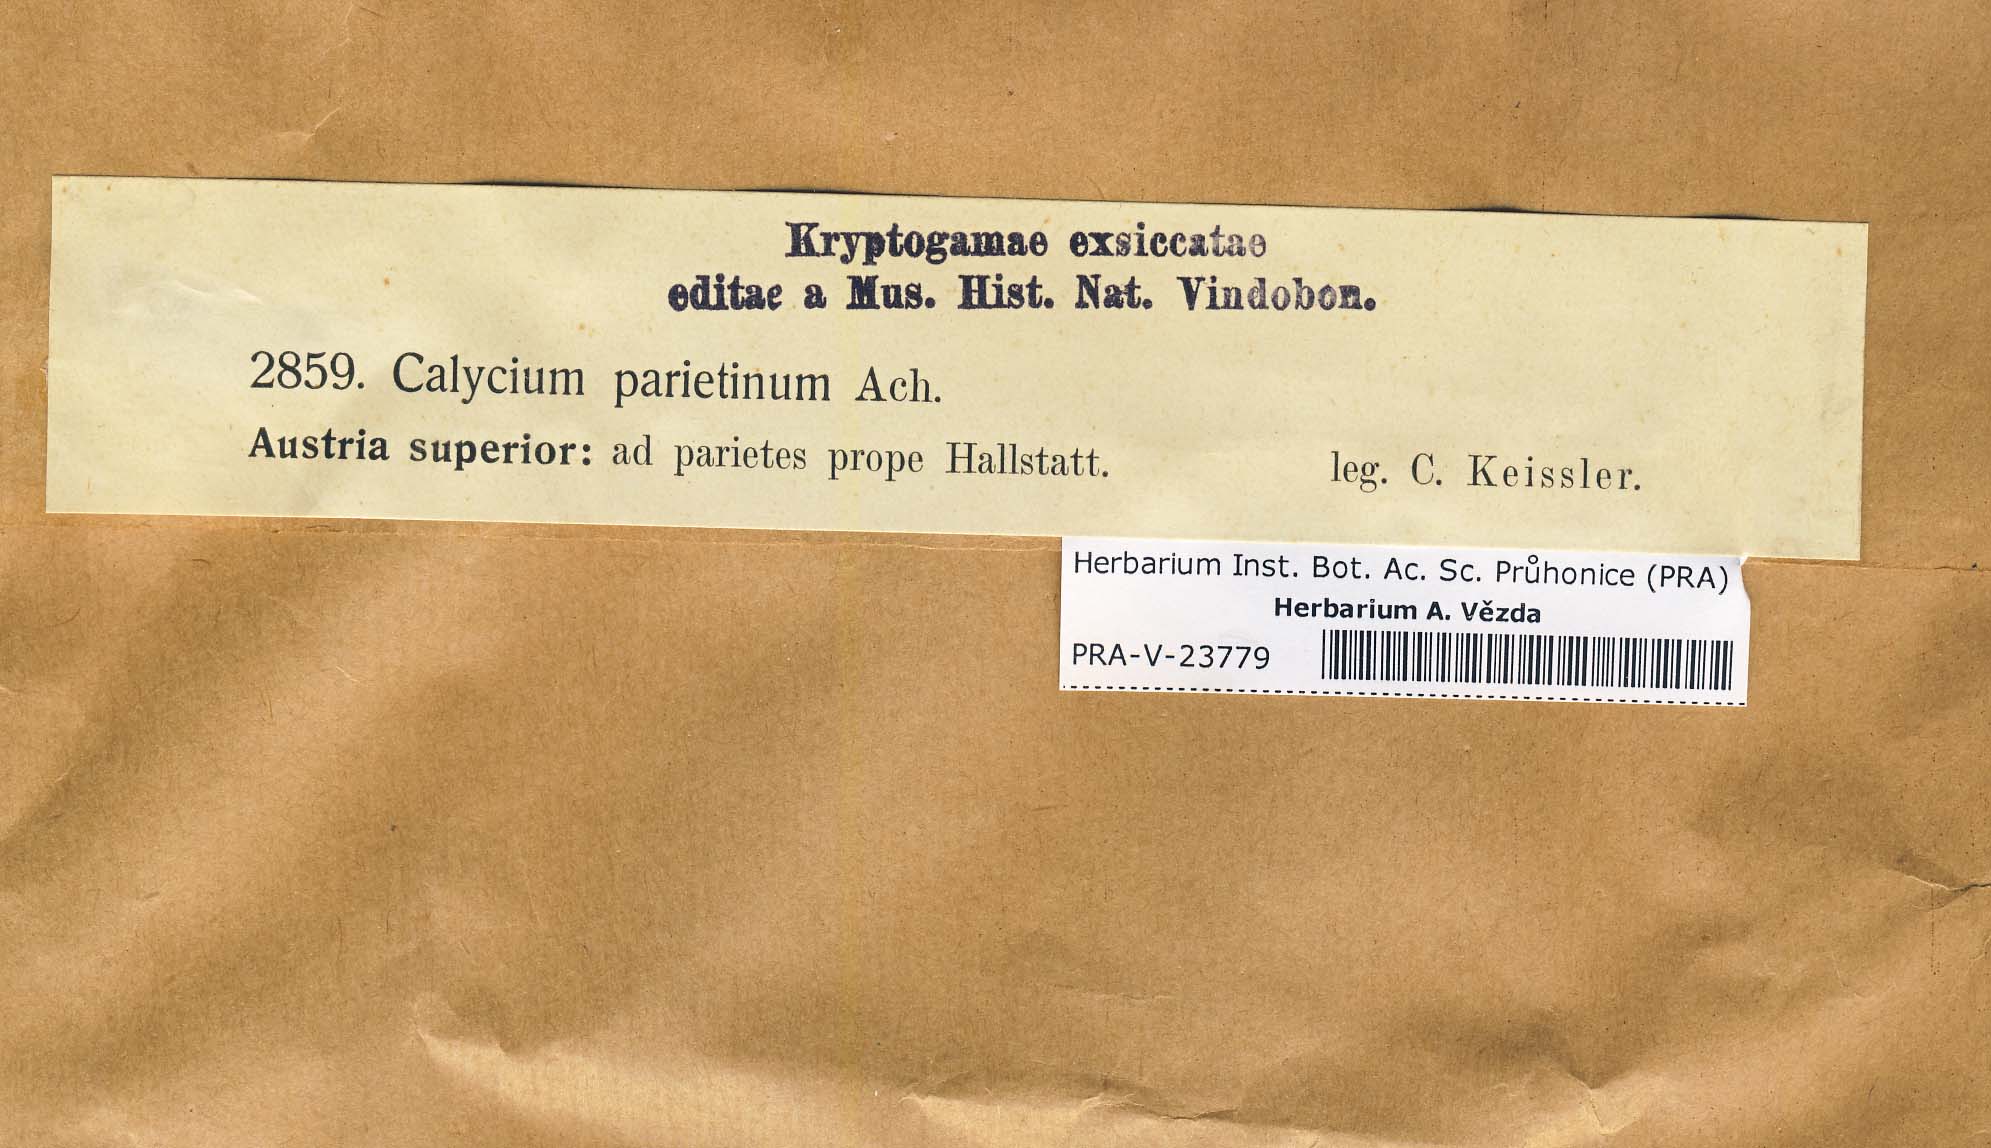 Kryptogamae exsiccatae
editae a Mus. Hist. Nat. Vindobon.
2859. Calycium parietinum Ach.
Austria superior: ad parietes prope Hallstatt. leg. C. Keissler.
Herbarium Inst. Bot. Ac. Sc. Průhonice (PRA)
Herbarium A. Vězda
PRA-V-23779